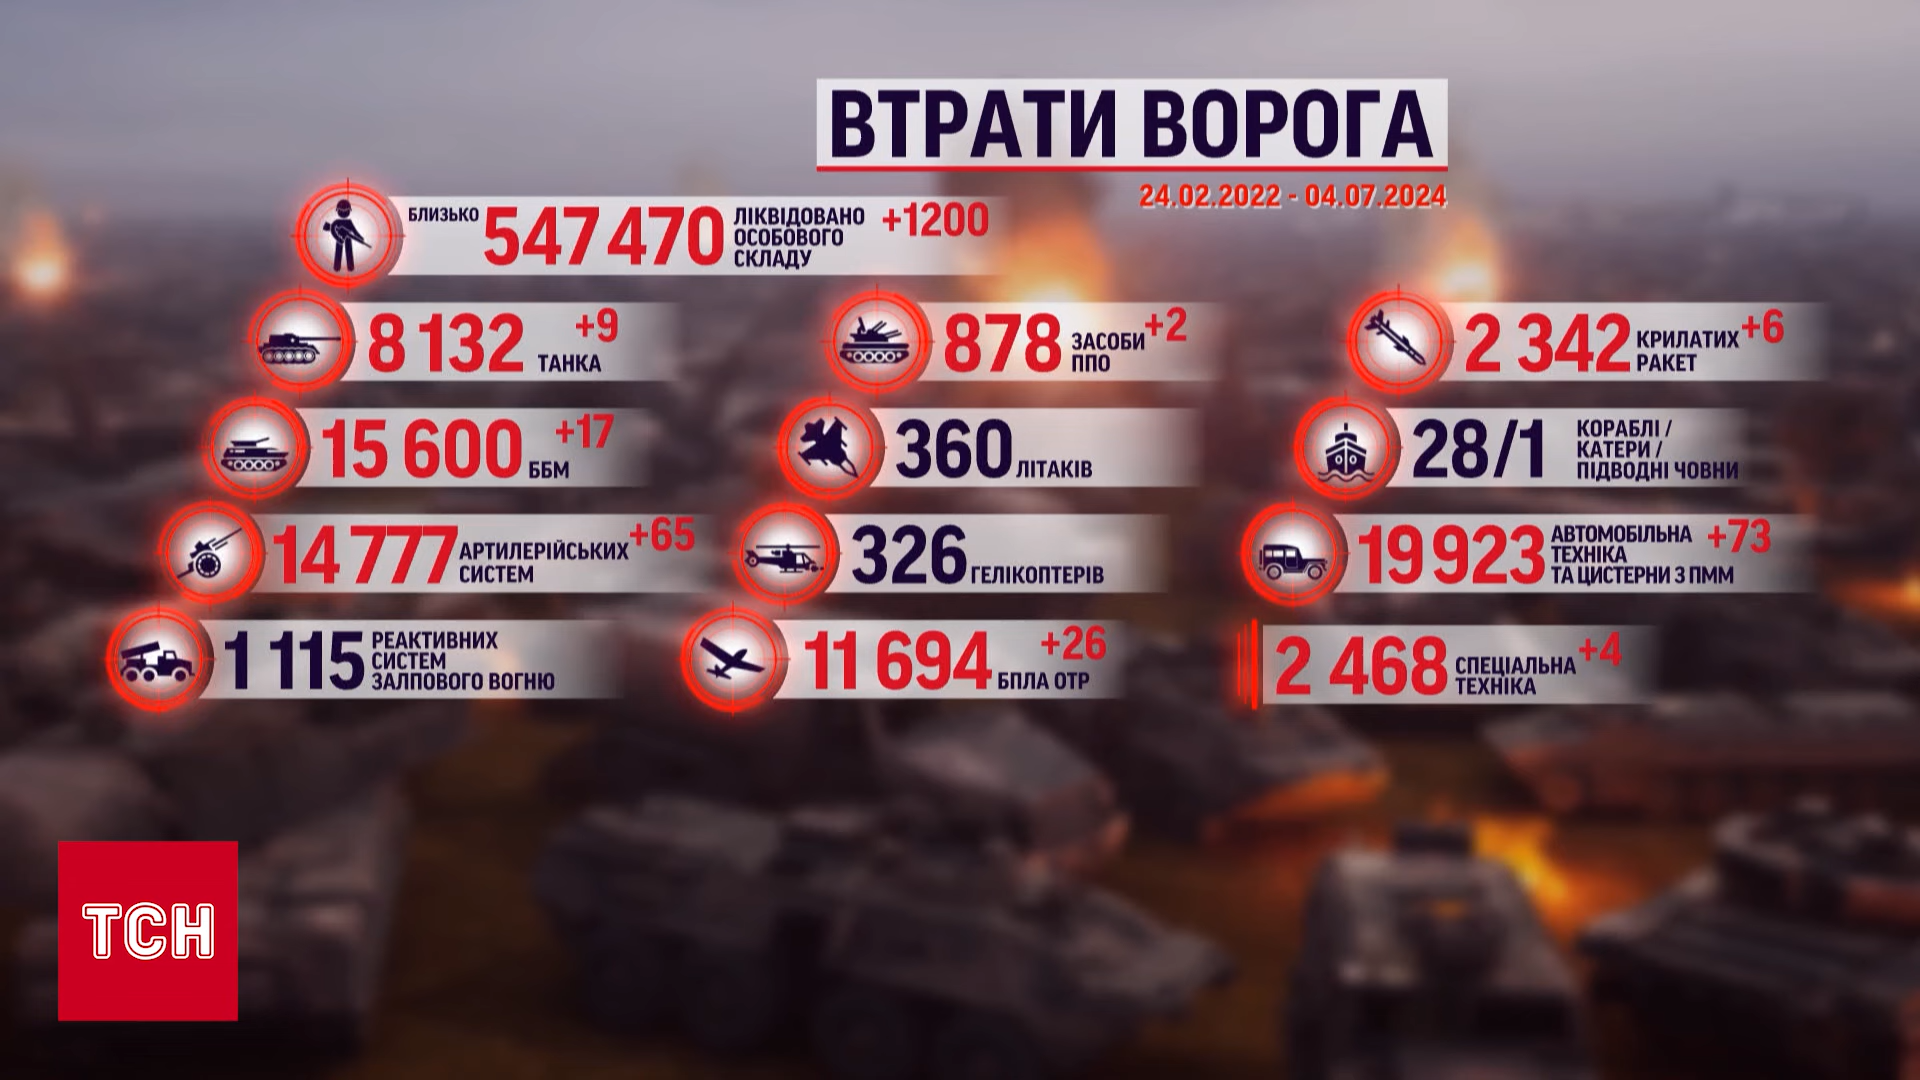 ВТРАТИ ВОРОГА
24.02.2022 - 04.07.2024
БЛИЗЬКО 547 470 ЛІКВІДОВАНО +1200
ОСОБОВОГО
СКЛАДУ
8 132 ТАНКА +9
15 600 ББМ +17
14 777 АРТИЛЕРІЙСЬКИХ +65
СИСТЕМ
1 115 РЕАКТИВНИХ
СИСТЕМ
ЗАЛПОВОГО ВОГНЮ
878 ЗАСОБИ +2
ППО
360 ЛІТАКІВ
326 ГЕЛІКОПТЕРІВ
11 694 БПЛА ОТР +26
2 342 КРИЛАТИХ +6
РАКЕТ
28/1 КОРАБЛІ /
КАТЕРИ /
ПІДВОДНІ ЧОВНИ
19 923 АВТОМОБІЛЬНА +73
ТЕХНІКА
ТА ЦИСТЕРНИ З ПММ
2 468 СПЕЦІАЛЬНА +4
ТЕХНІКА
ТСН